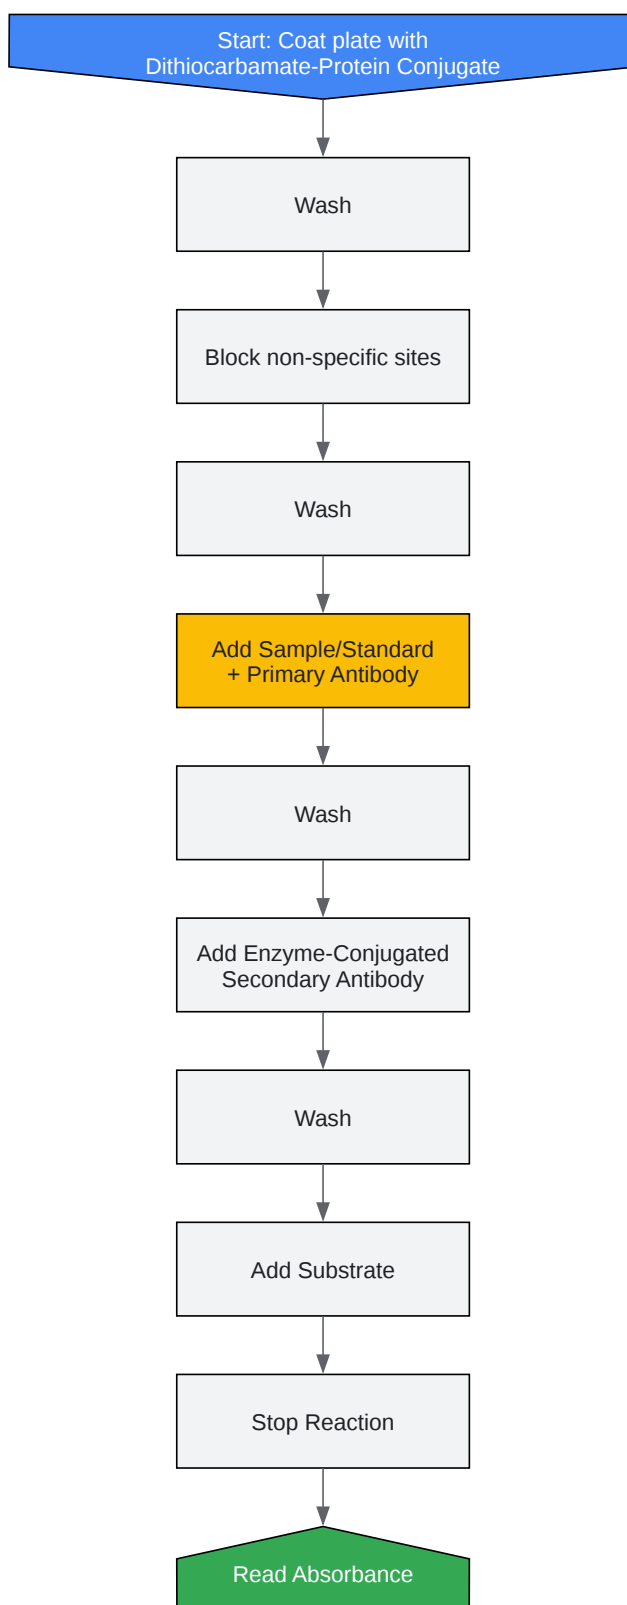 Start: Coat plate with
Dithiocarbamate-Protein Conjugate
Wash
Block non-specific sites
Wash
Add Sample/Standard
+ Primary Antibody
Wash
Add Enzyme-Conjugated
Secondary Antibody
Wash
Add Substrate
Stop Reaction
Read Absorbance